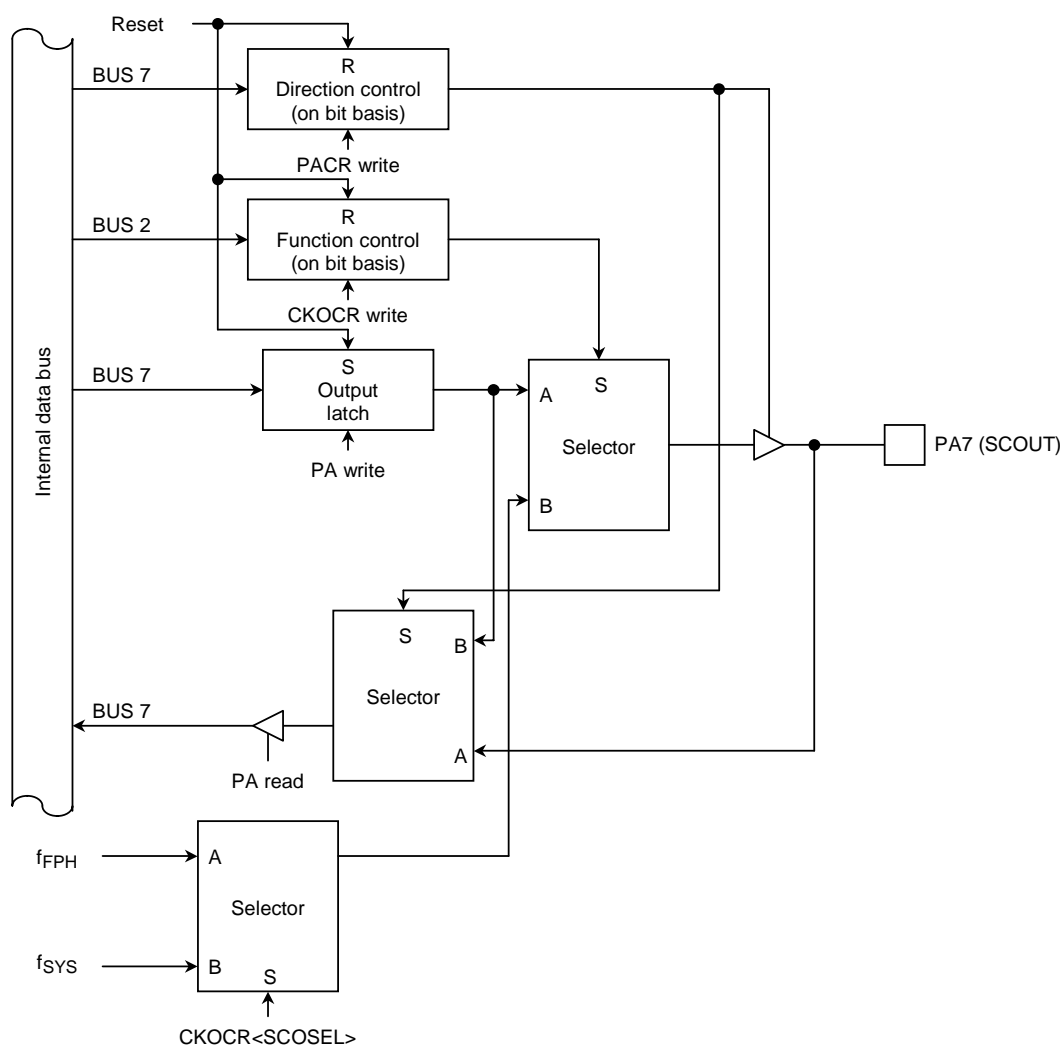 Reset
BUS 7
R
Direction control
(on bit basis)
PACR write
BUS 2
R
Function control
(on bit basis)
CKOCR write
BUS 7
S
Output
latch
PA write
A
S
Selector
B
PA7 (SCOUT)
Internal data bus
S
B
Selector
A
BUS 7
PA read
fFPH
A
Selector
fSYS
B
S
CKOCR<SCOSEL>